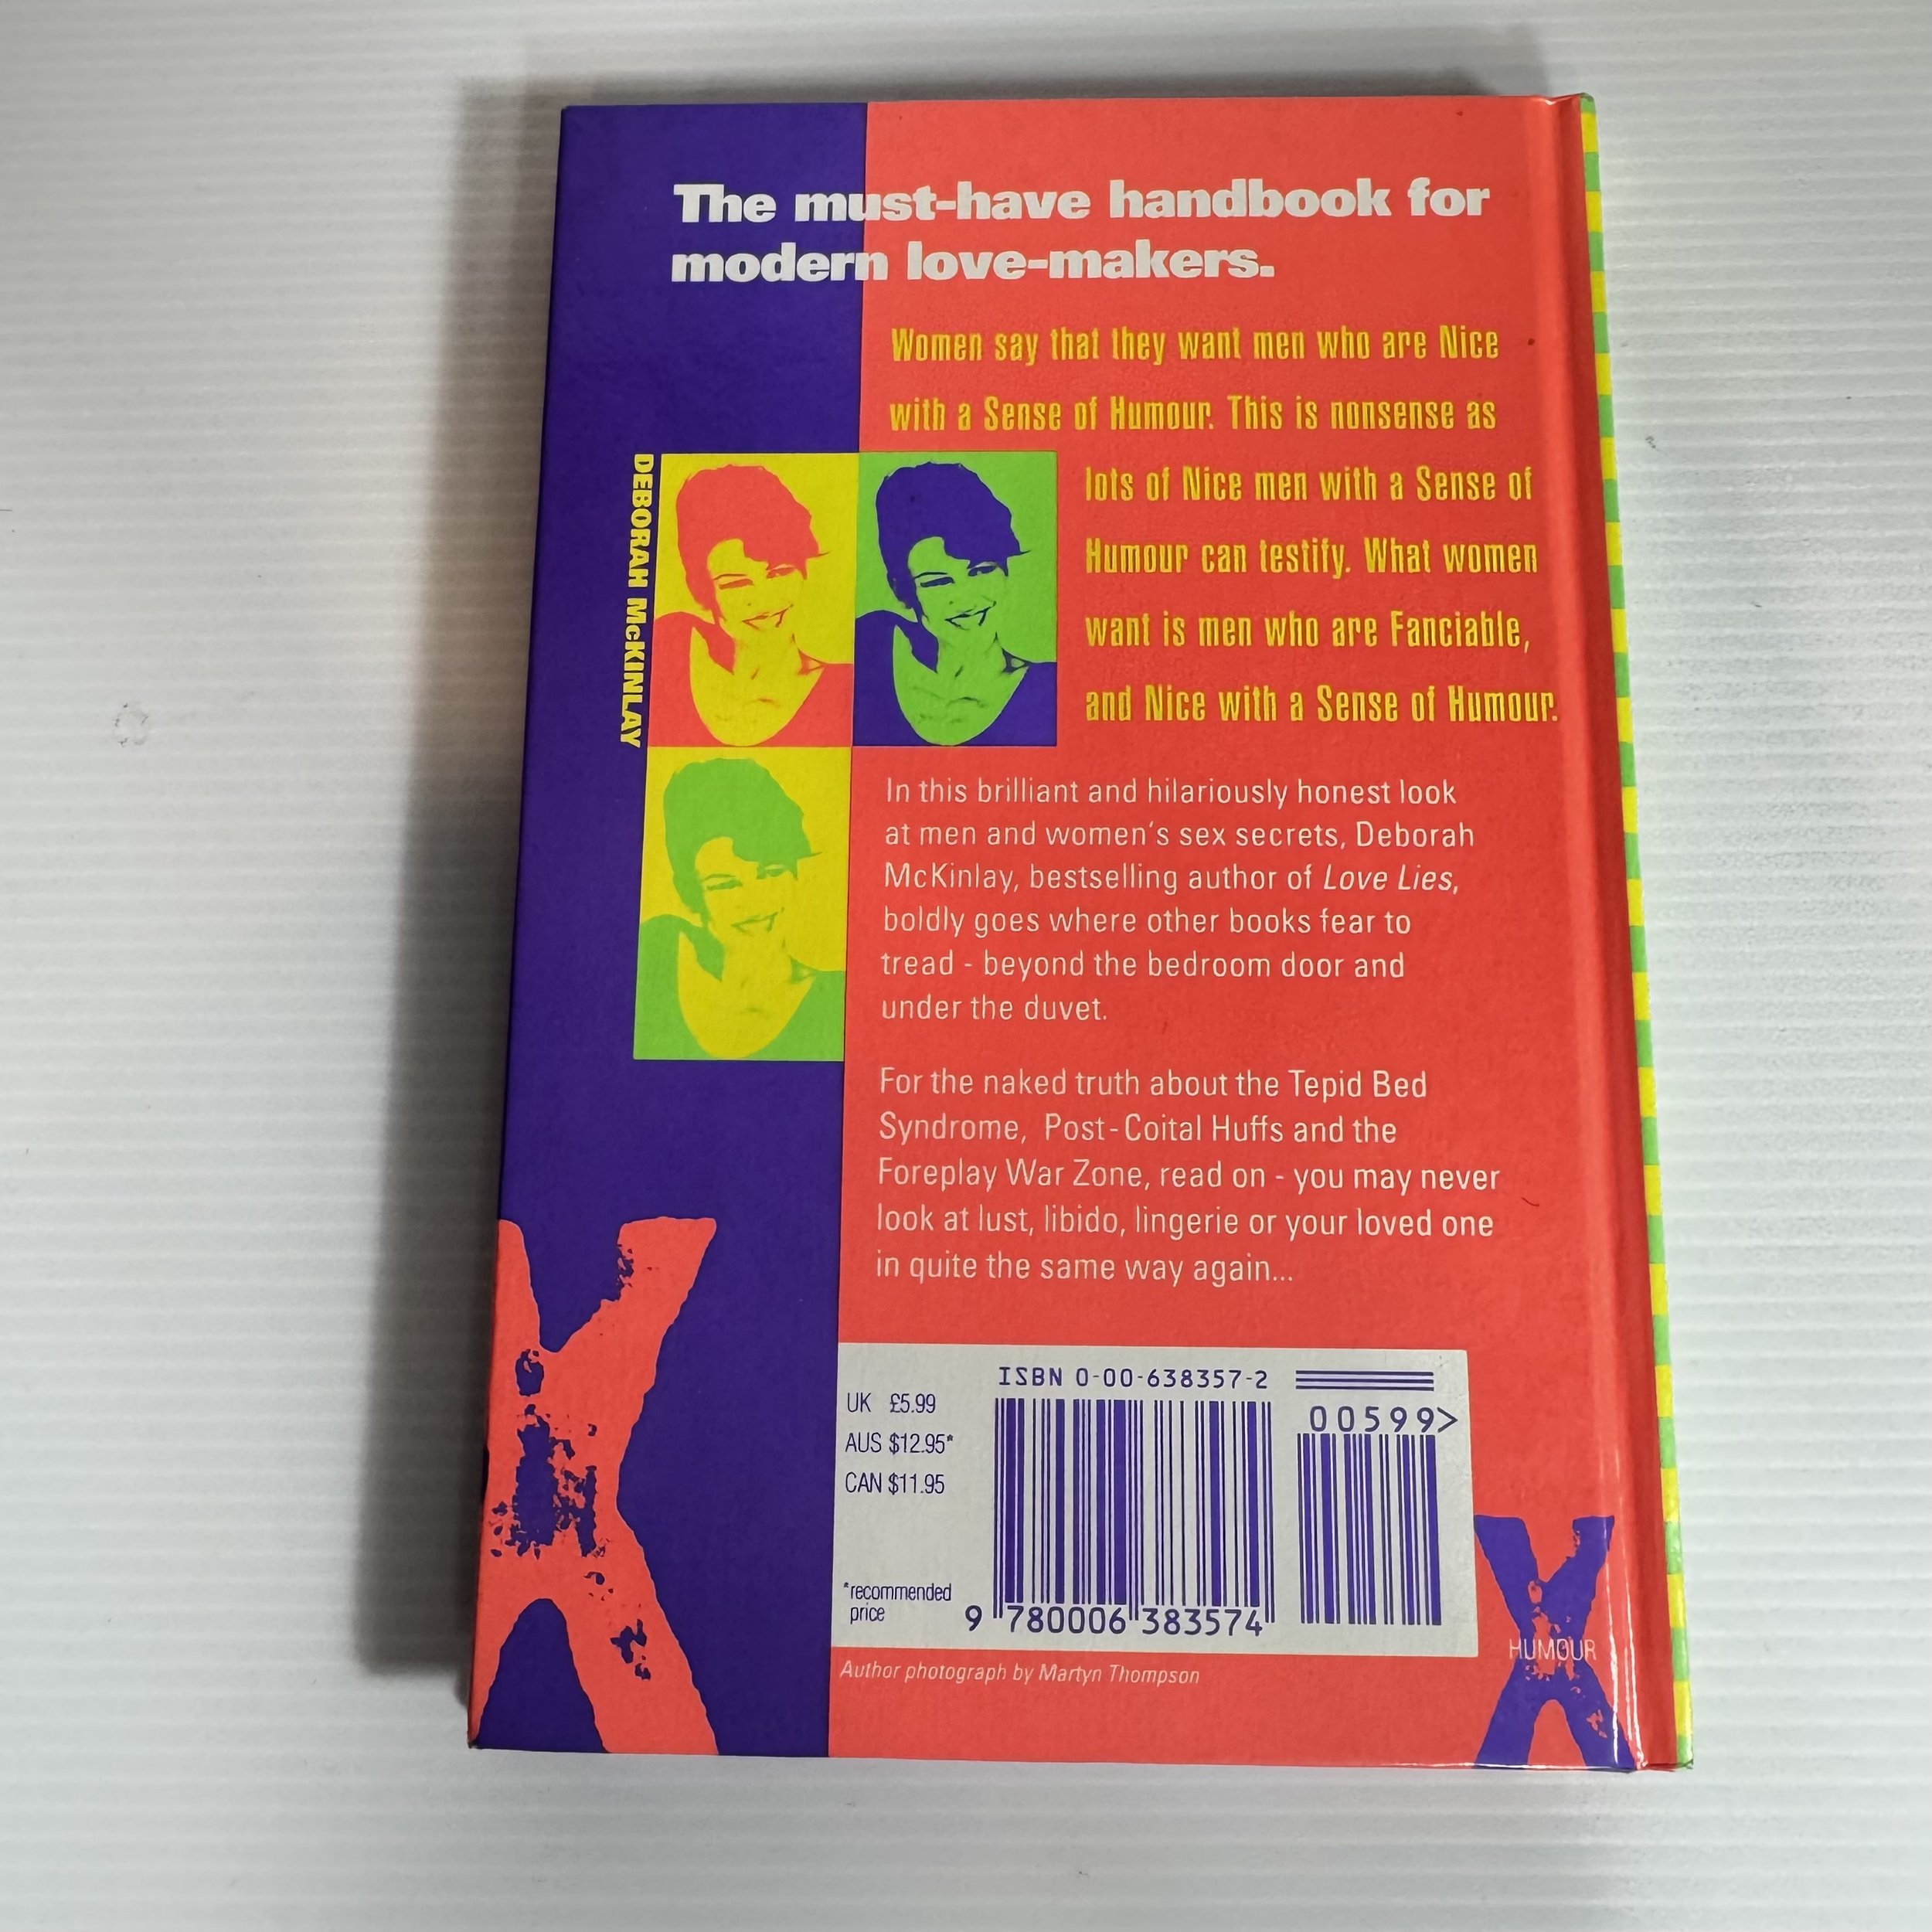 The must-have handbook for
modern love-makers.
Women say that they want men who are Nice
with a Sense of Humour. This is nonsense as
lots of Nice men with a Sense of
Humour can testify. What women
want is men who are Fanciable,
and Nice with a Sense of Humour.
DEBORAH McKINLAY
In this brilliant and hilariously honest look
at men and women's sex secrets, Deborah
McKinlay, bestselling author of Love Lies,
boldly goes where other books fear to
tread - beyond the bedroom door and
under the duvet.
For the naked truth about the Tepid Bed
Syndrome, Post-Coital Huffs and the
Foreplay War Zone, read on - you may never
look at lust, libido, lingerie or your loved one
in quite the same way again...
ISBN 0-00-638357-2
UK £5.99
AUS $12.95*
CAN $11.95
*recommended
price
00599>
9 780006 383574
HUMOUR
Author photograph by Martyn Thompson